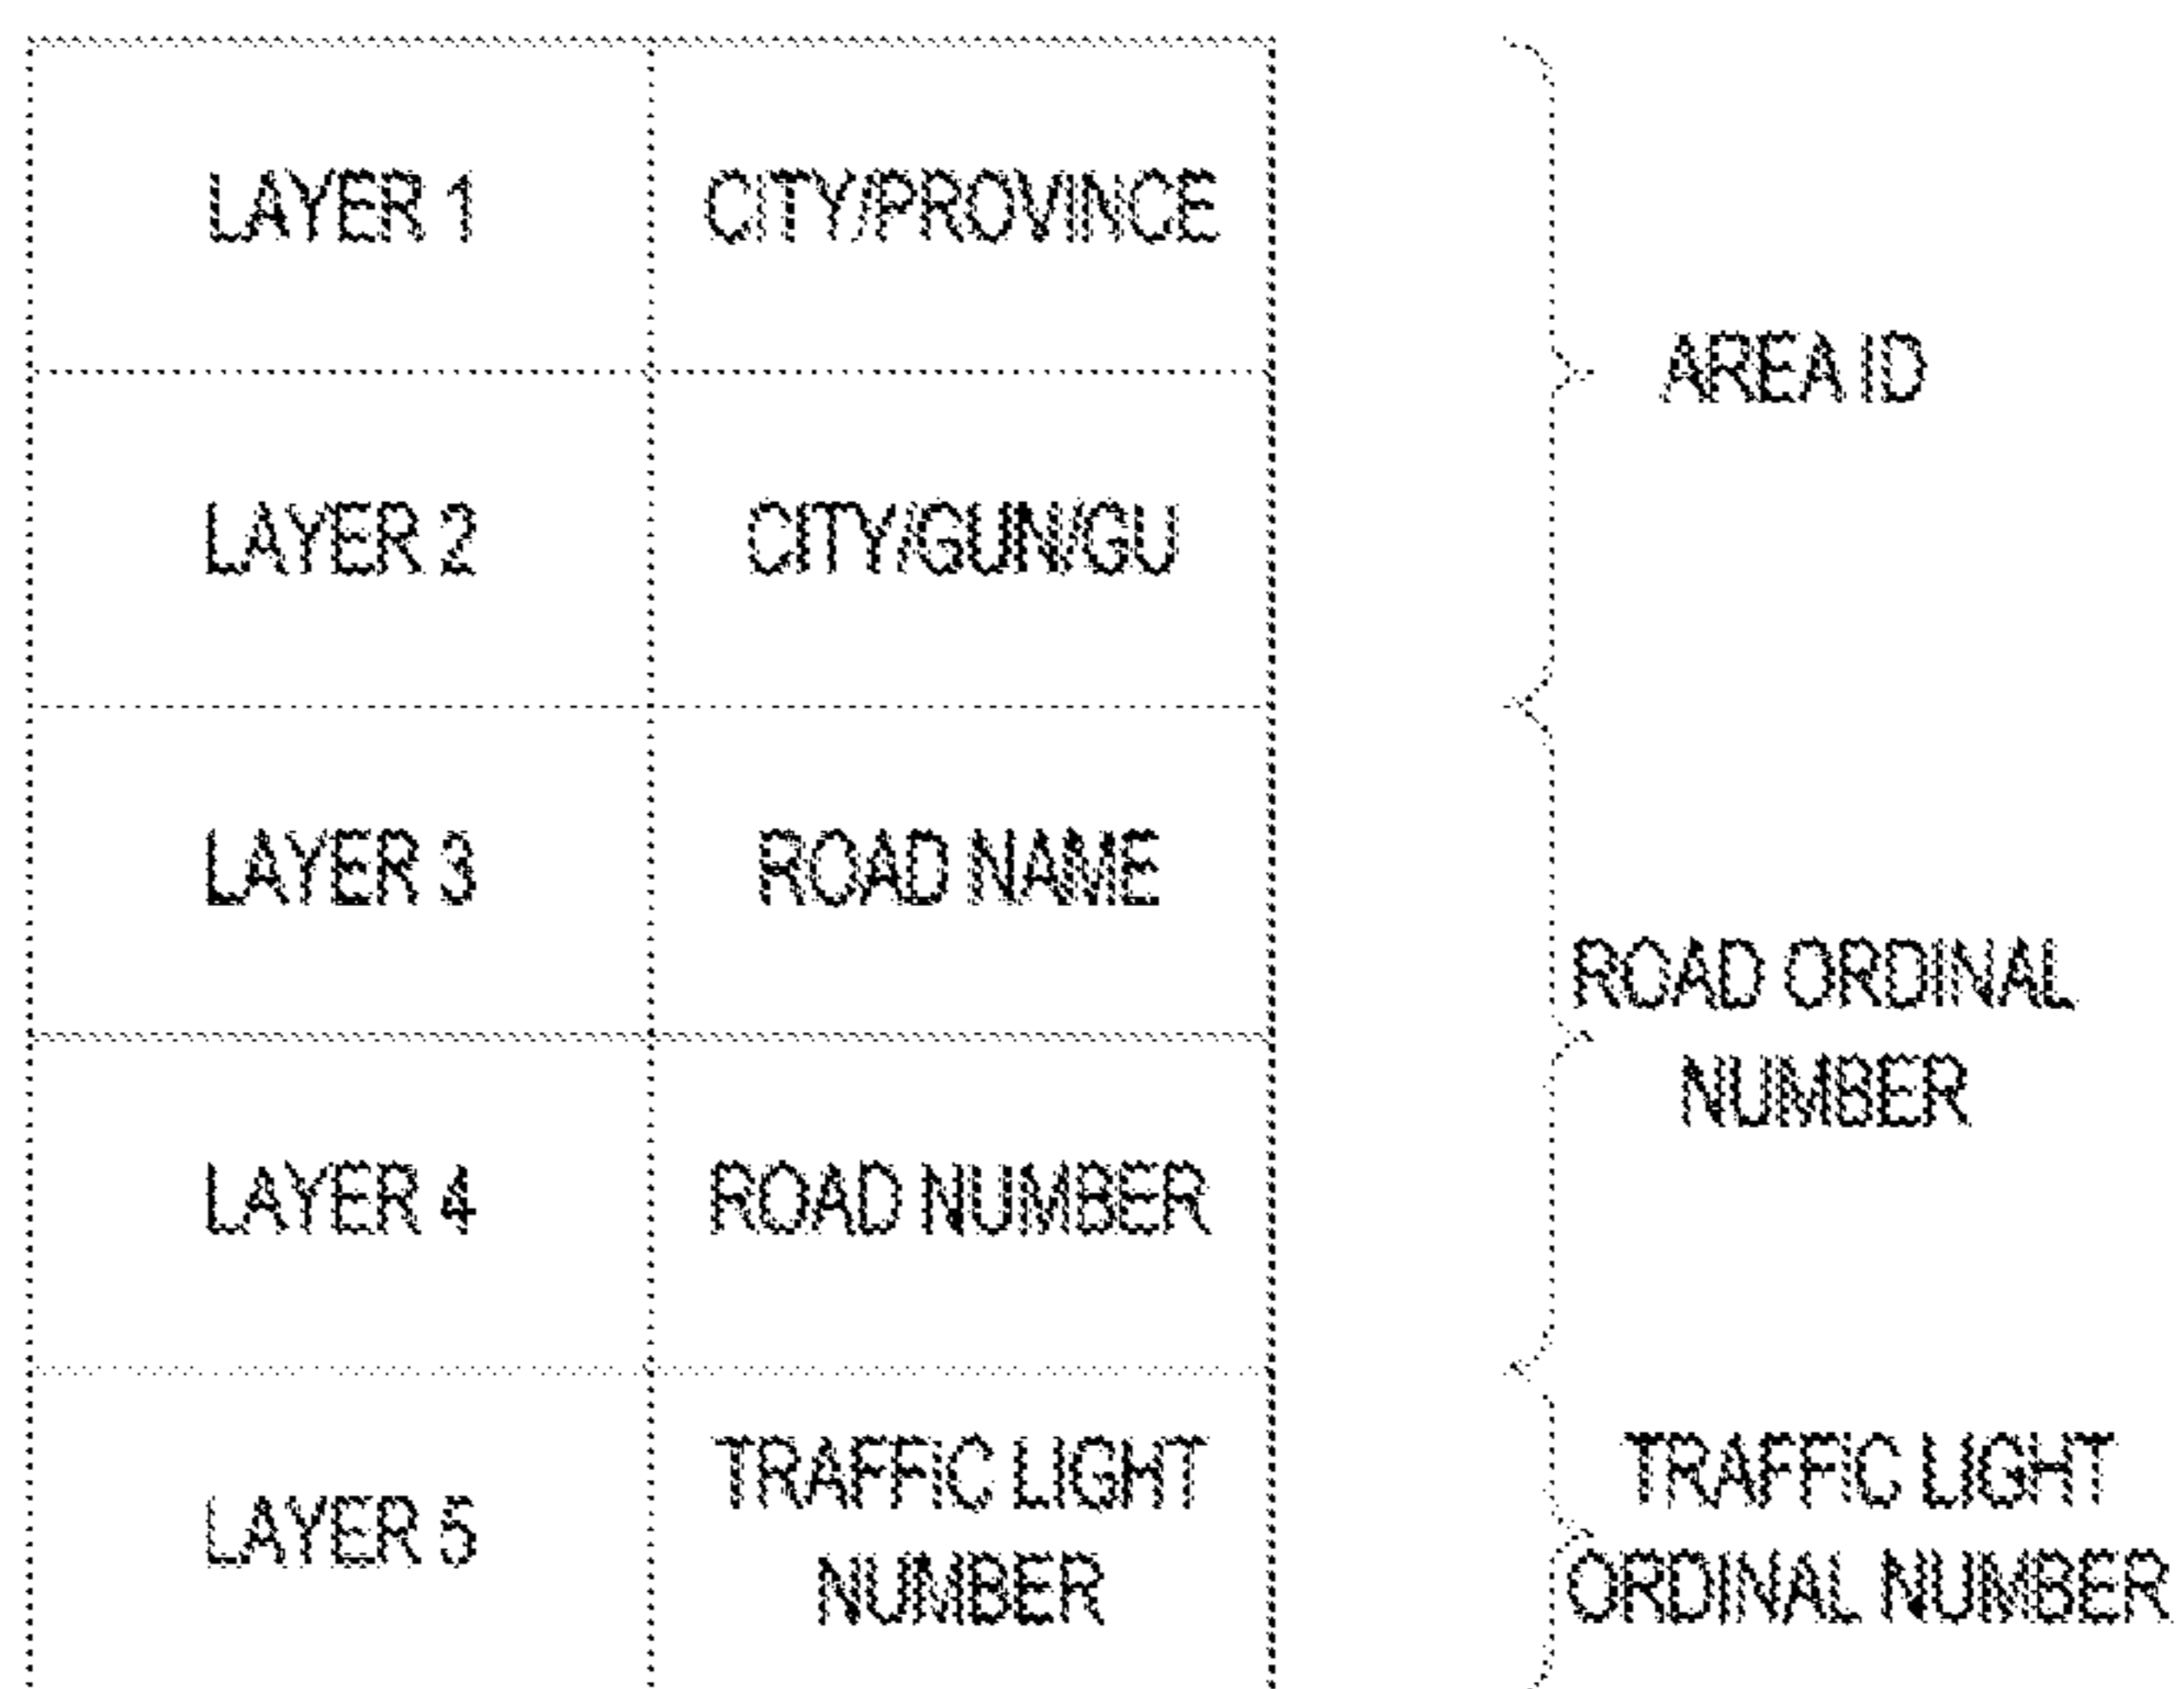 LAYER 1 CITY/PROVINCE
AREA ID
LAYER 2 CITY/GUN/GU
LAYER 3 ROAD NAME
ROAD ORDINAL
NUMBER
LAYER 4 ROAD NUMBER
LAYER 5 TRAFFIC LIGHT
NUMBER
TRAFFIC LIGHT
ORDINAL NUMBER